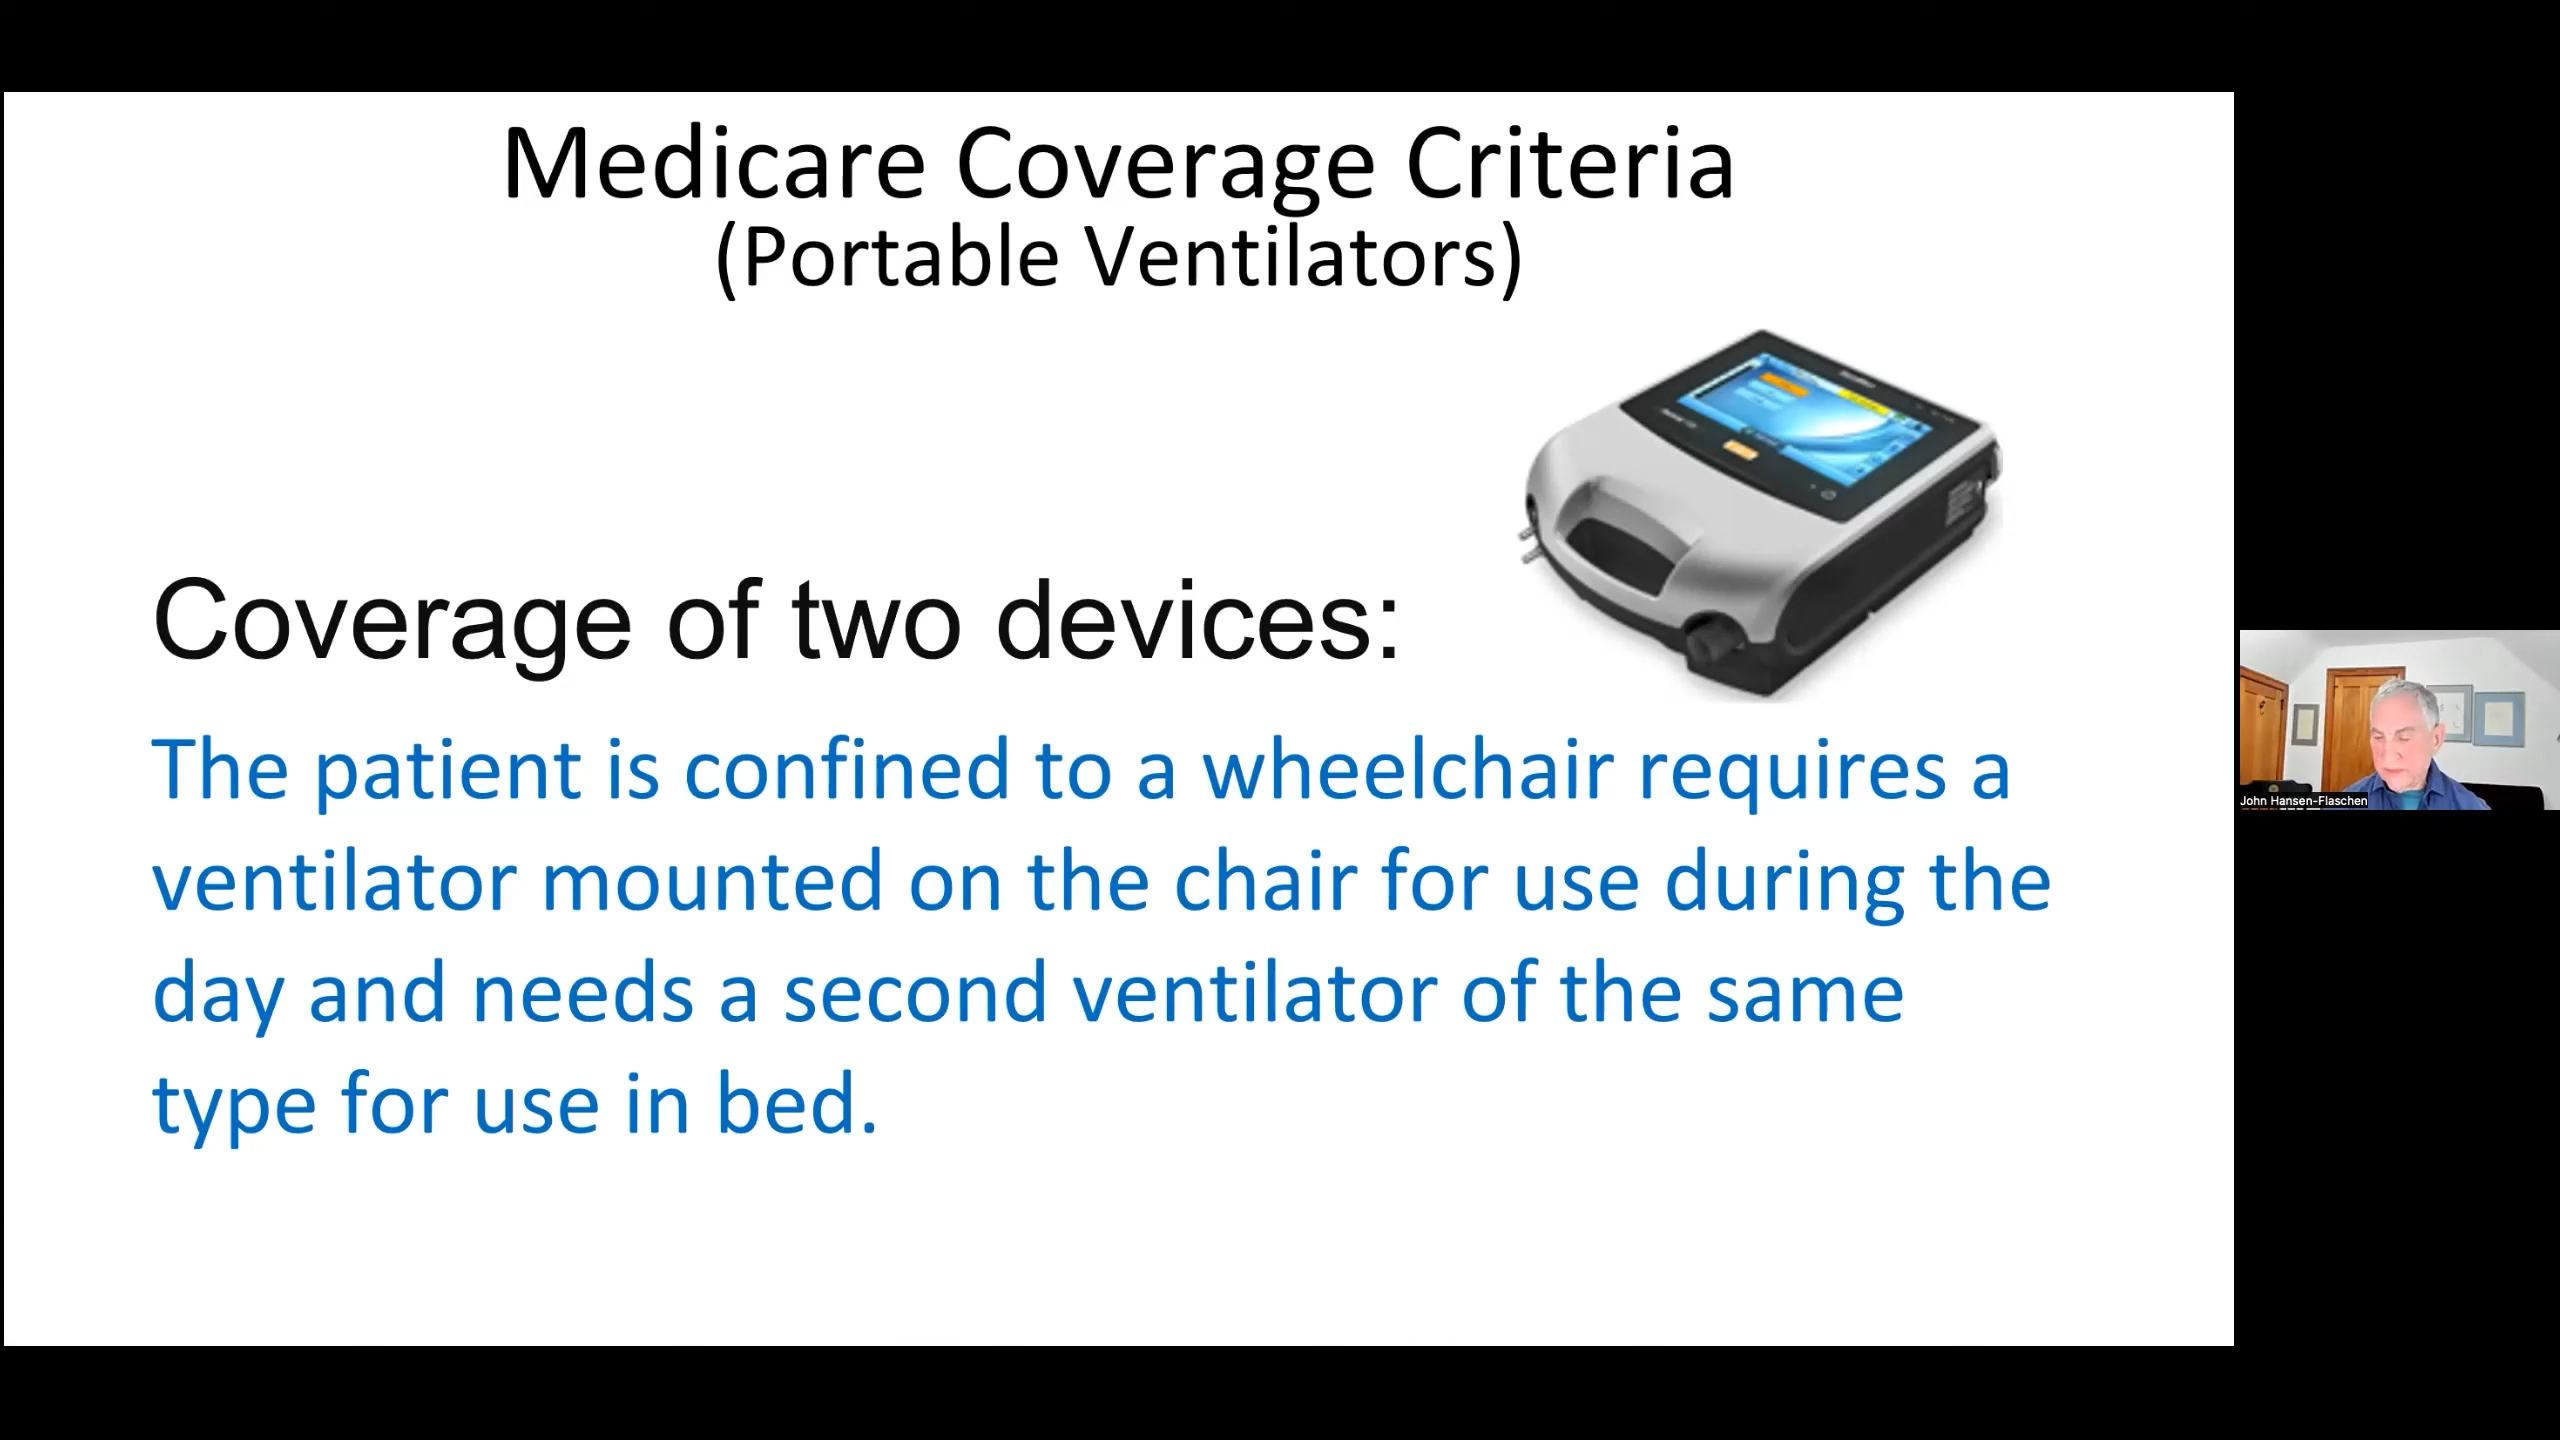 Medicare Coverage Criteria
(Portable Ventilators)
Coverage of two devices:
The patient is confined to a wheelchair requires a
ventilator mounted on the chair for use during the
day and needs a second ventilator of the same
type for use in bed.
John Hansen-Flaschen